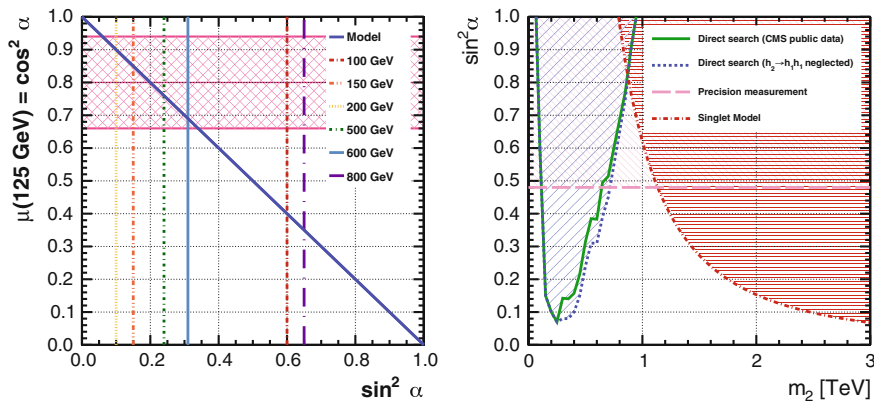 μ(125 GeV) = cos² α
1.0
0.9
0.8
0.7
0.6
0.5
0.4
0.3
0.2
0.1
0.0
0.0 0.2 0.4 0.6 0.8 1.0
sin² α
Model
100 GeV
150 GeV
200 GeV
500 GeV
600 GeV
800 GeV
sin²α
1.0
0.9
0.8
0.7
0.6
0.5
0.4
0.3
0.2
0.1
0.0
0 1 2 3
m₂ [TeV]
Direct search (CMS public data)
Direct search (h₂→h₁h₁ neglected)
Precision measurement
Singlet Model